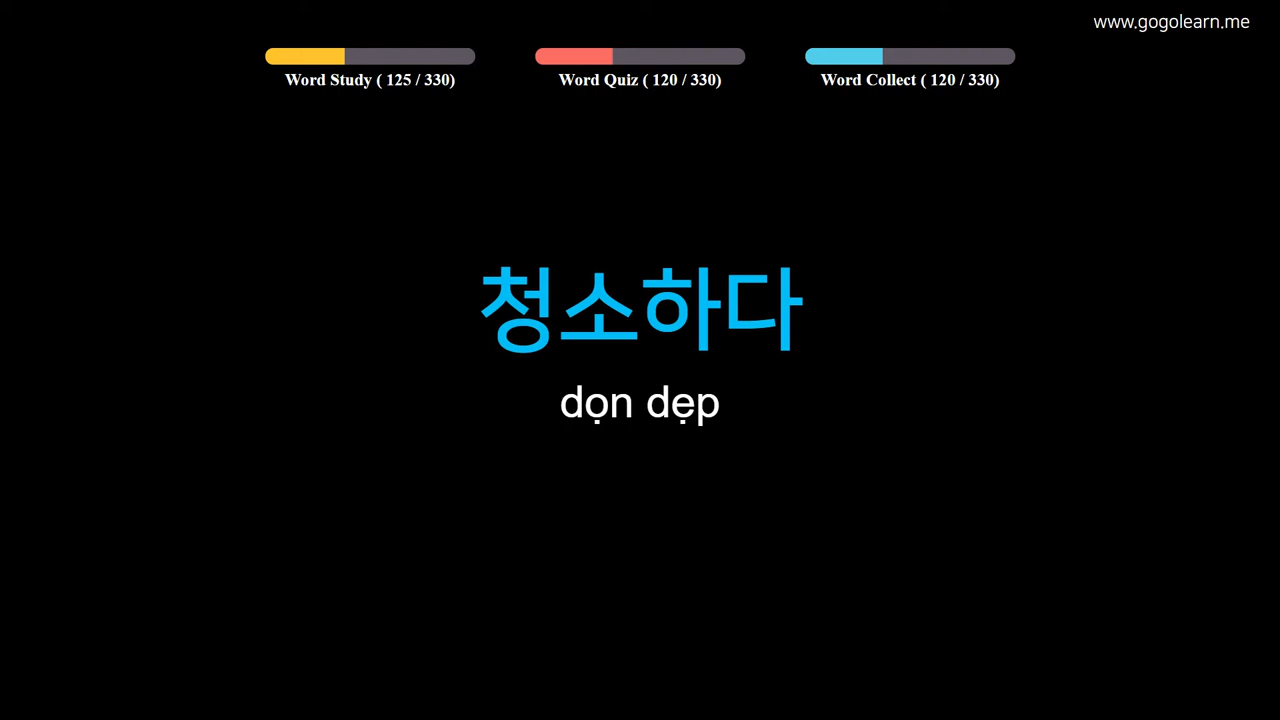 www.gogolearn.me
Word Study ( 125 / 330)
Word Quiz ( 120 / 330)
Word Collect ( 120 / 330)
청소하다
dọn dẹp